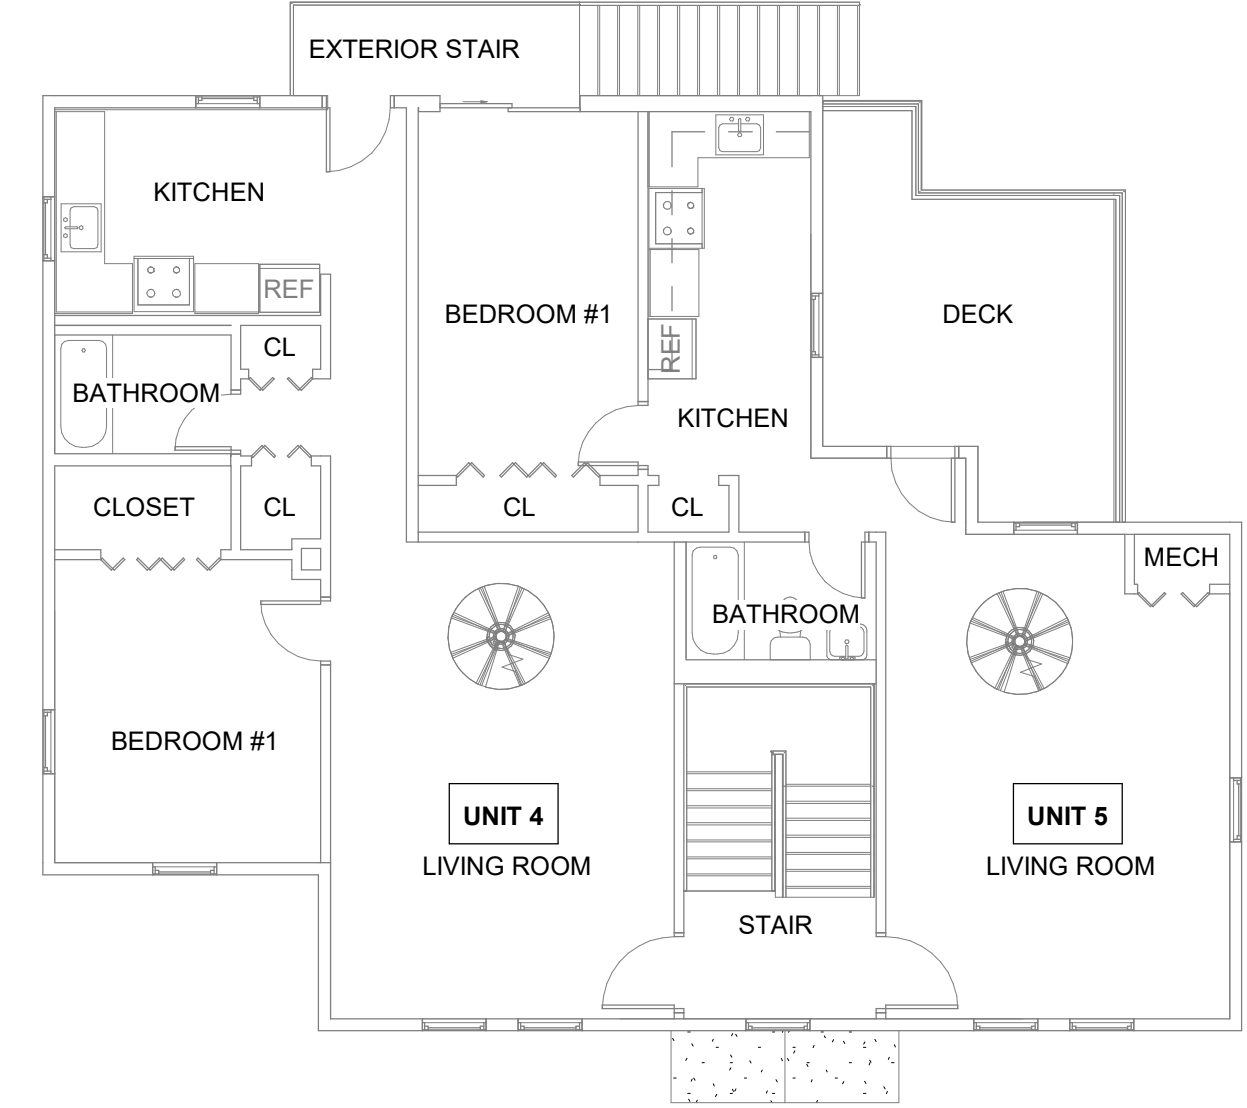 EXTERIOR STAIR
KITCHEN
REF
BEDROOM #1
DECK
REF
CL
BATHROOM
KITCHEN
CLOSET
CL
CL
CL
MECH
BATHROOM
BEDROOM #1
UNIT 4
LIVING ROOM
UNIT 5
LIVING ROOM
STAIR